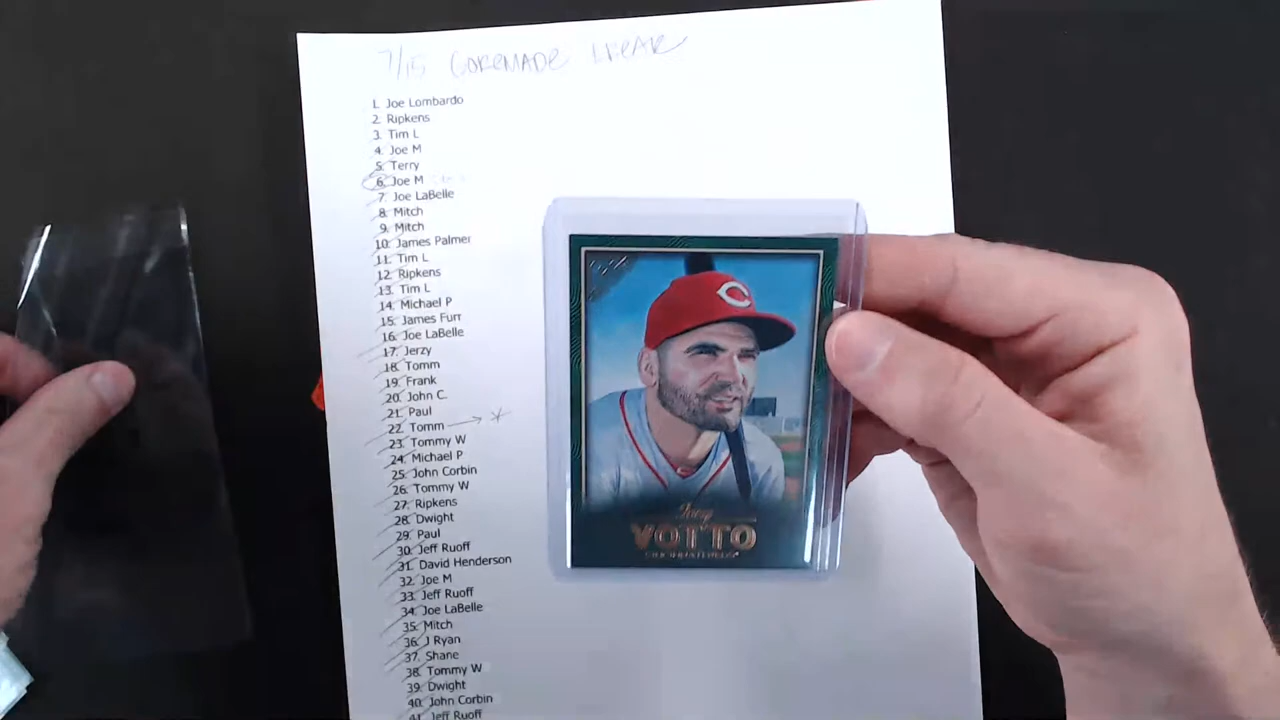 7/15
1. Joe Lombardo
2. Ripkens
3. Tim L
4. Joe M
5. Terry
6. Joe M
7. Joe LaBelle
8. Mitch
9. Mitch
10. James Palmer
11. Tim L
12. Ripkens
13. Tim L
14. Michael P
15. James Furr
16. Joe LaBelle
17. Jerzy
18. Tomm
19. Frank
20. John C.
21. Paul
22. Tomm
23. Tommy W
24. Michael P
25. John Corbin
26. Tommy W
27. Ripkens
28. Dwight
29. Paul
30. Jeff Ruoff
31. David Henderson
32. Joe M
33. Jeff Ruoff
34. Joe LaBelle
35. Mitch
36. J Ryan
37. Shane
38. Tommy W
39. Dwight
40. John Corbin
41. Jeff Ruoff
C
Joey
VOTTO